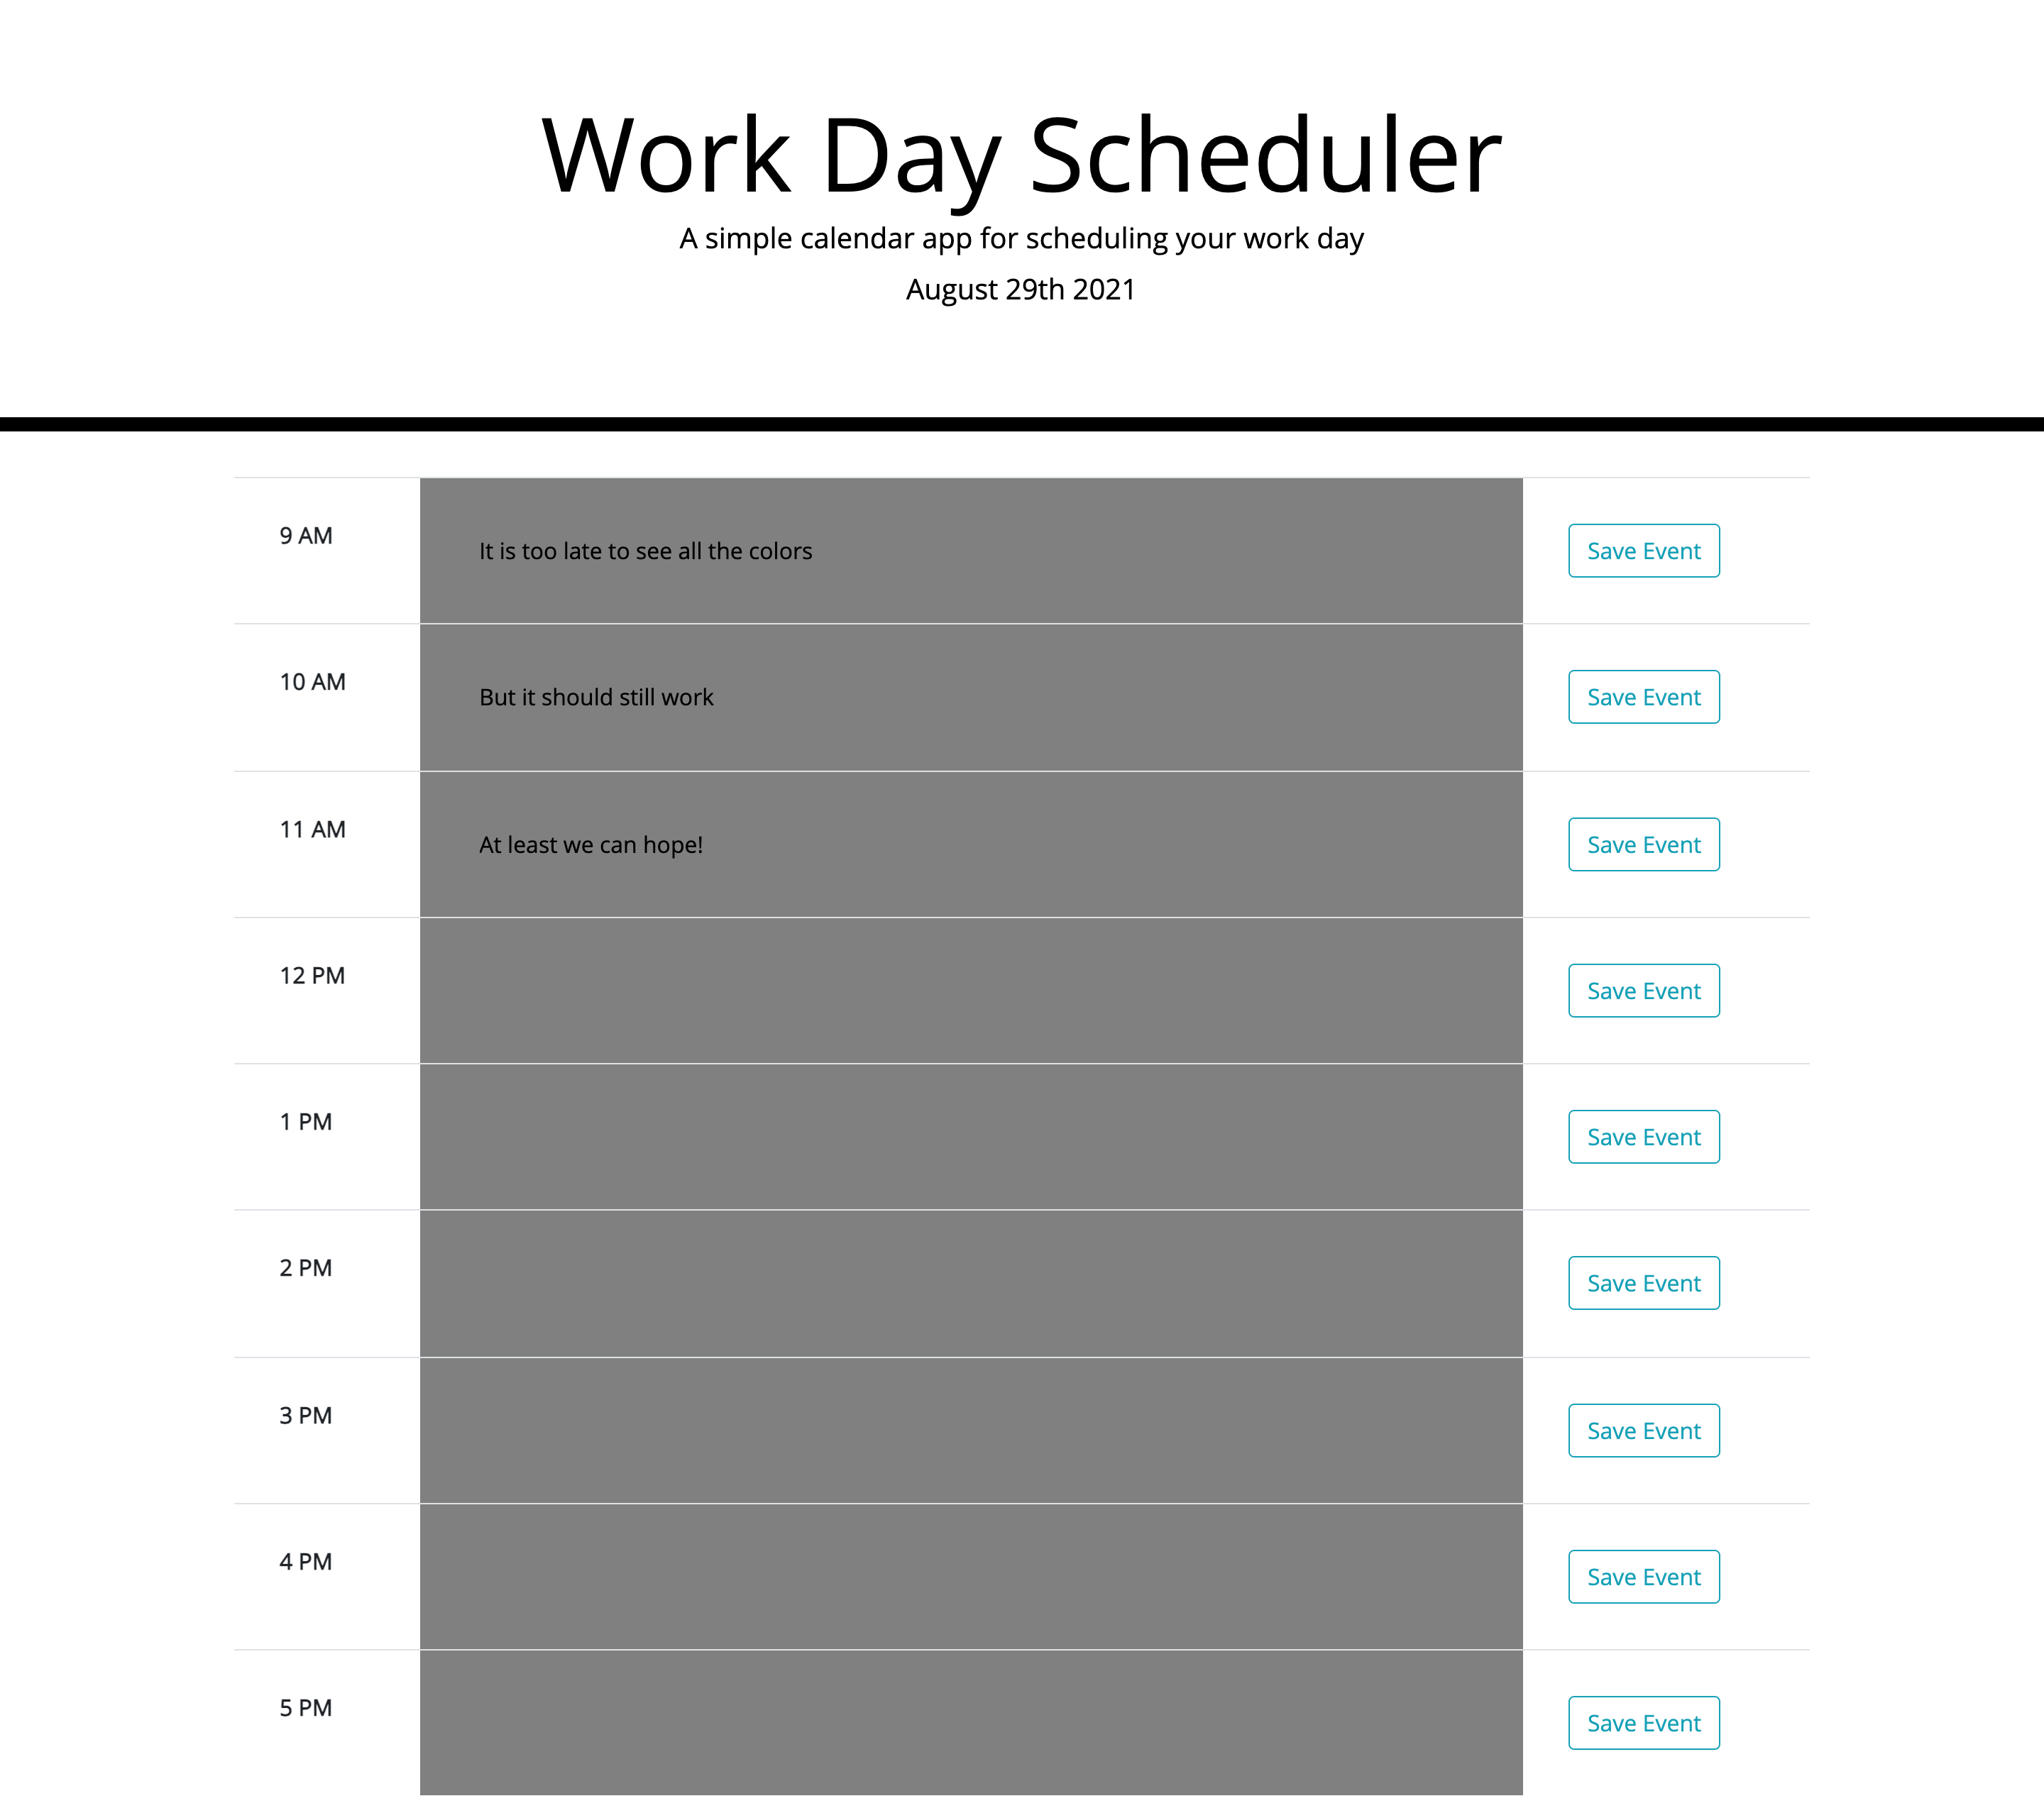 Work Day Scheduler
A simple calendar app for scheduling your work day
August 29th 2021
9 AM It is too late to see all the colors Save Event
10 AM But it should still work Save Event
11 AM At least we can hope! Save Event
12 PM Save Event
1 PM Save Event
2 PM Save Event
3 PM Save Event
4 PM Save Event
5 PM Save Event